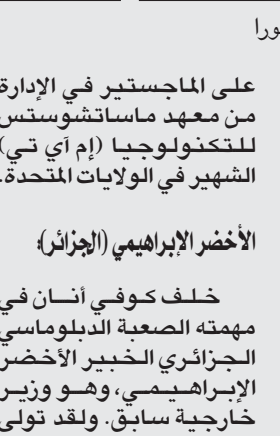 ورا
على الماجستير في الإدارة
من معهد ماساتشوستس
للتكنولوجيا (إم آي تي)
الشهير في الولايات المتحدة.
الأخضر الإبراهيمي (الجزائر):
خلف كوفي أنان في
مهمته الصعبة الدبلوماسي
الجزائري الخبير الأخضر
الإبراهيمي، وهو وزير
خارجية سابق. ولقد تولى